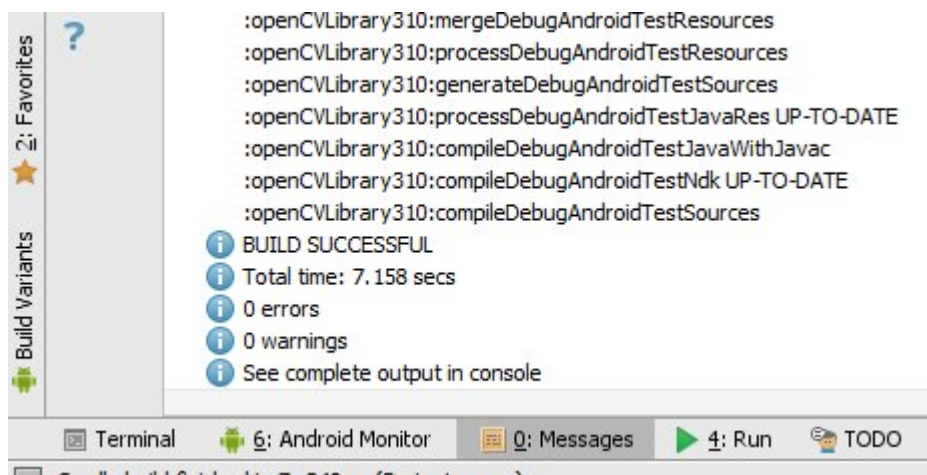 :openCVLibrary310:mergeDebugAndroidTestResources
:openCVLibrary310:processDebugAndroidTestResources
:openCVLibrary310:generateDebugAndroidTestSources
:openCVLibrary310:processDebugAndroidTestJavaRes UP-TO-DATE
:openCVLibrary310:compileDebugAndroidTestJavaWithJavac
:openCVLibrary310:compileDebugAndroidTestNdk UP-TO-DATE
:openCVLibrary310:compileDebugAndroidTestSources
BUILD SUCCESSFUL
Total time: 7.158 secs
0 errors
0 warnings
See complete output in console
2: Favorites
Build Variants
Terminal
6: Android Monitor
0: Messages
4: Run
TODO